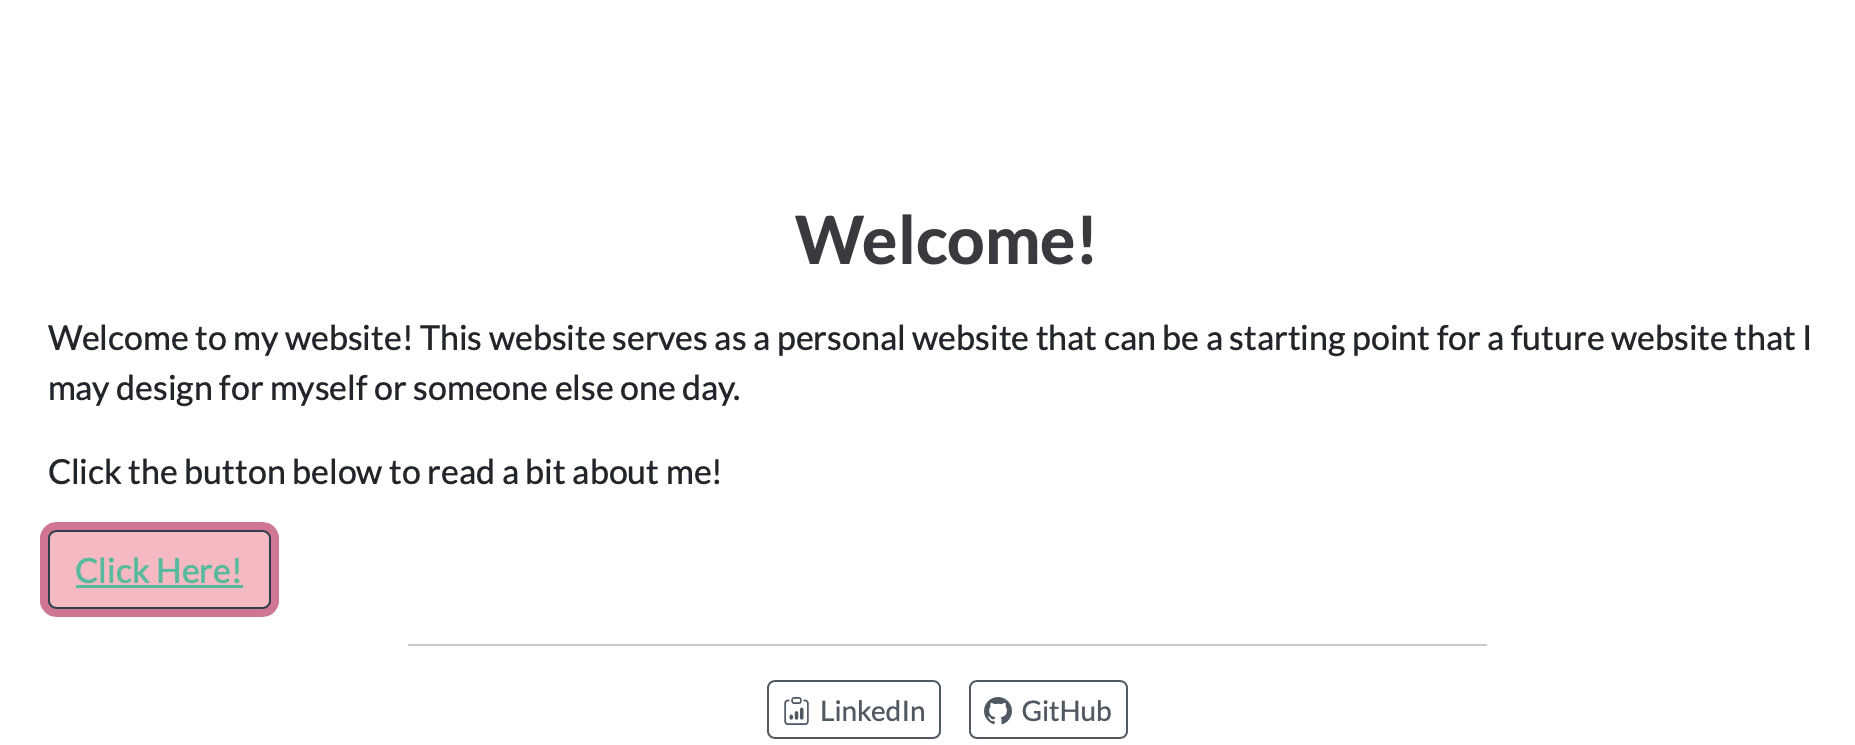 Welcome!
Welcome to my website! This website serves as a personal website that can be a starting point for a future website that I
may design for myself or someone else one day.
Click the button below to read a bit about me!
Click Here!
LinkedIn
GitHub